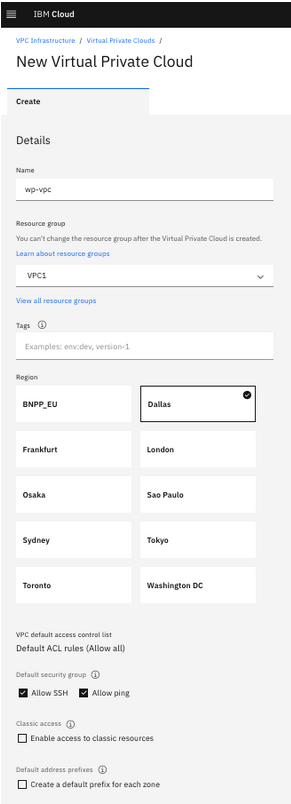 IBM Cloud
VPC Infrastructure / Virtual Private Clouds /
New Virtual Private Cloud
Create
Details
Name
wp-vpc
Resource group
You can't change the resource group after the Virtual Private Cloud is created.
Learn about resource groups
VPC1
View all resource groups
Tags
Examples: env:dev, version-1
Region
BNPP_EU
Dallas
Frankfurt
London
Osaka
Sao Paulo
Sydney
Tokyo
Toronto
Washington DC
VPC default access control list
Default ACL rules (Allow all)
Default security group
Allow SSH
Allow ping
Classic access
Enable access to classic resources
Default address prefixes
Create a default prefix for each zone